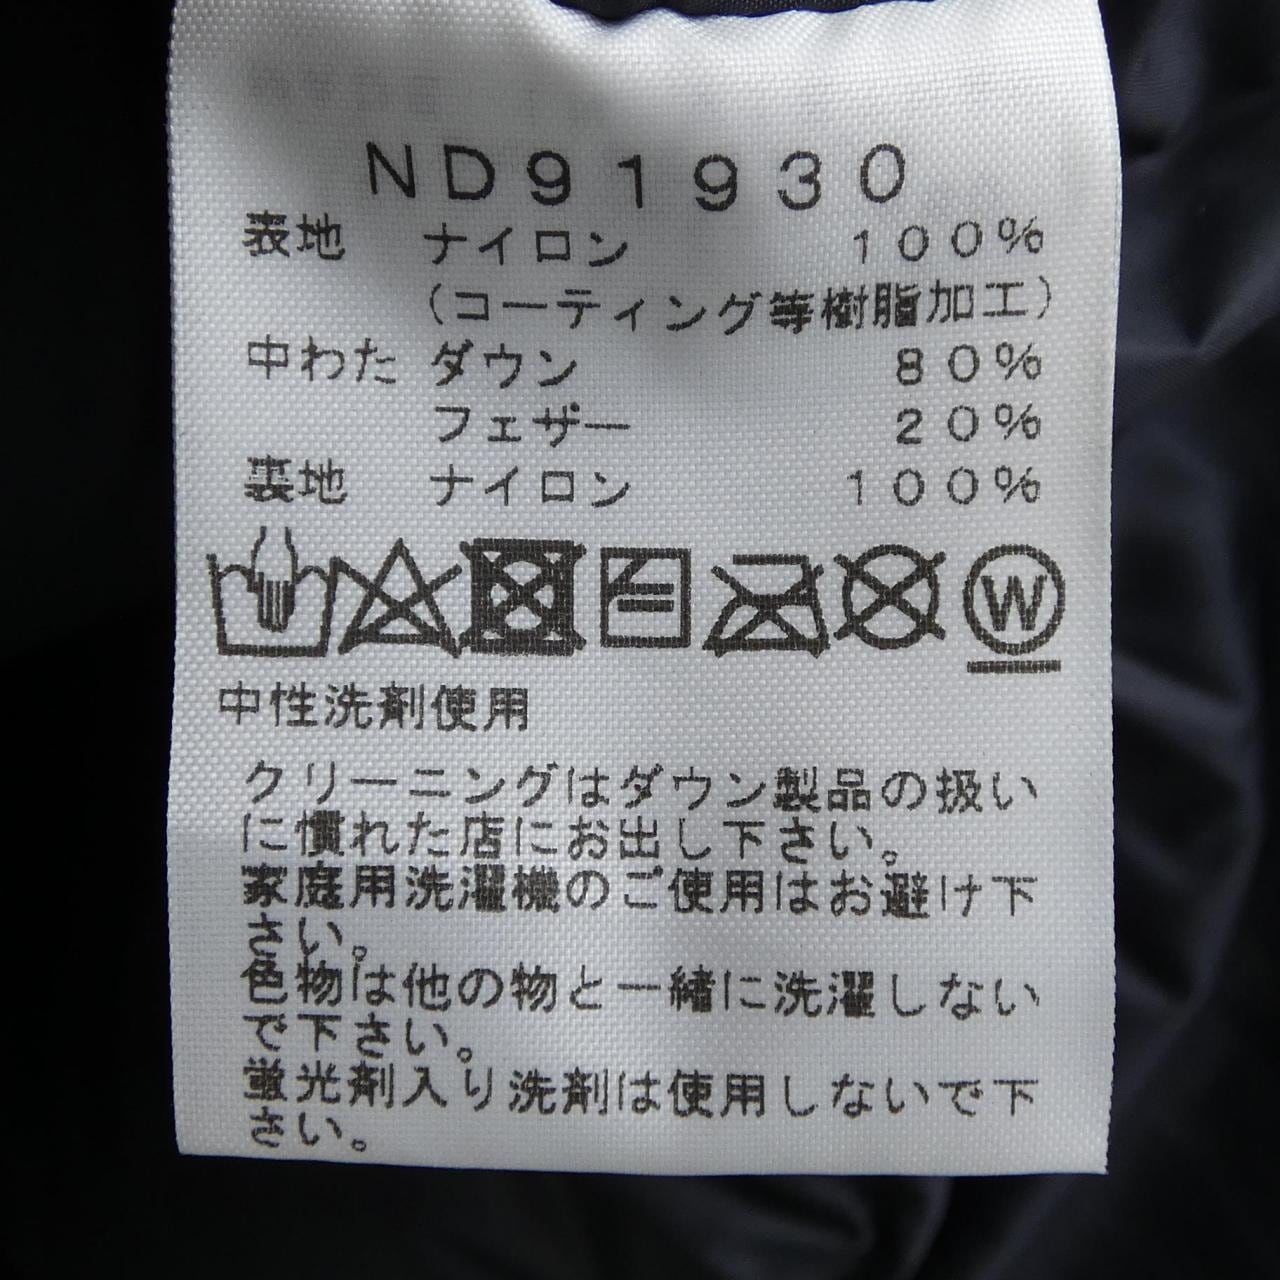 ND91930
表地 ナイロン 100%
(コーティング等樹脂加工)
中わた ダウン 80%
フェザー 20%
裏地 ナイロン 100%
W
中性洗剤使用
クリーニングはダウン製品の扱い
に慣れた店にお出し下さい。
家庭用洗濯機のご使用はお避け下
さい。
色物は他の物と一緒に洗濯しない
で下さい。
蛍光剤入り洗剤は使用しないで下
さい。